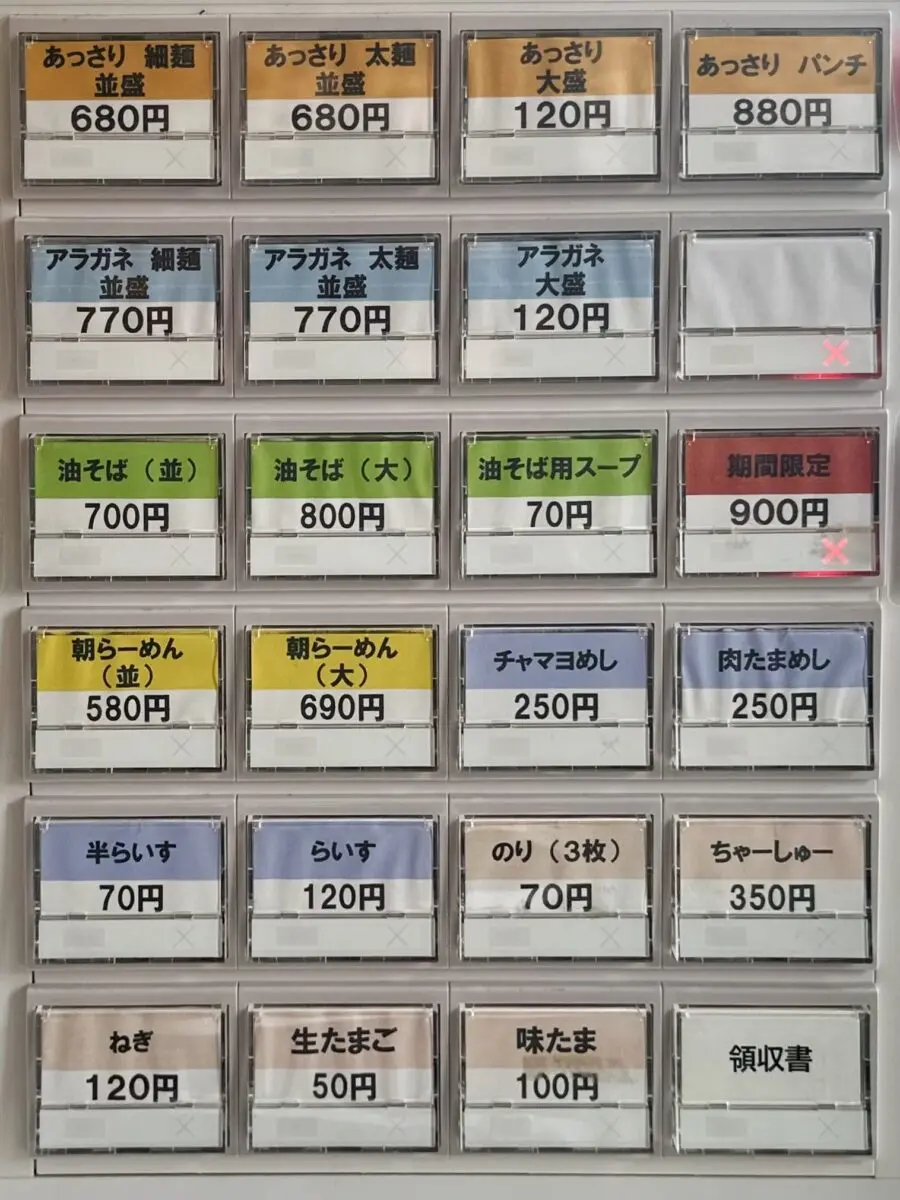 あっさり 細麺
並盛
680円
あっさり 太麺
並盛
680円
あっさり
大盛
120円
あっさり パンチ
880円
アラガネ 細麺
並盛
770円
アラガネ 太麺
並盛
770円
アラガネ
大盛
120円
油そば（並）
700円
油そば（大）
800円
油そば用スープ
70円
期間限定
900円
朝らーめん
（並）
580円
朝らーめん
（大）
690円
チャマヨめし
250円
肉たまめし
250円
半らいす
70円
らいす
120円
のり（3枚）
70円
ちゃーしゅー
350円
ねぎ
120円
生たまご
50円
味たま
100円
領収書